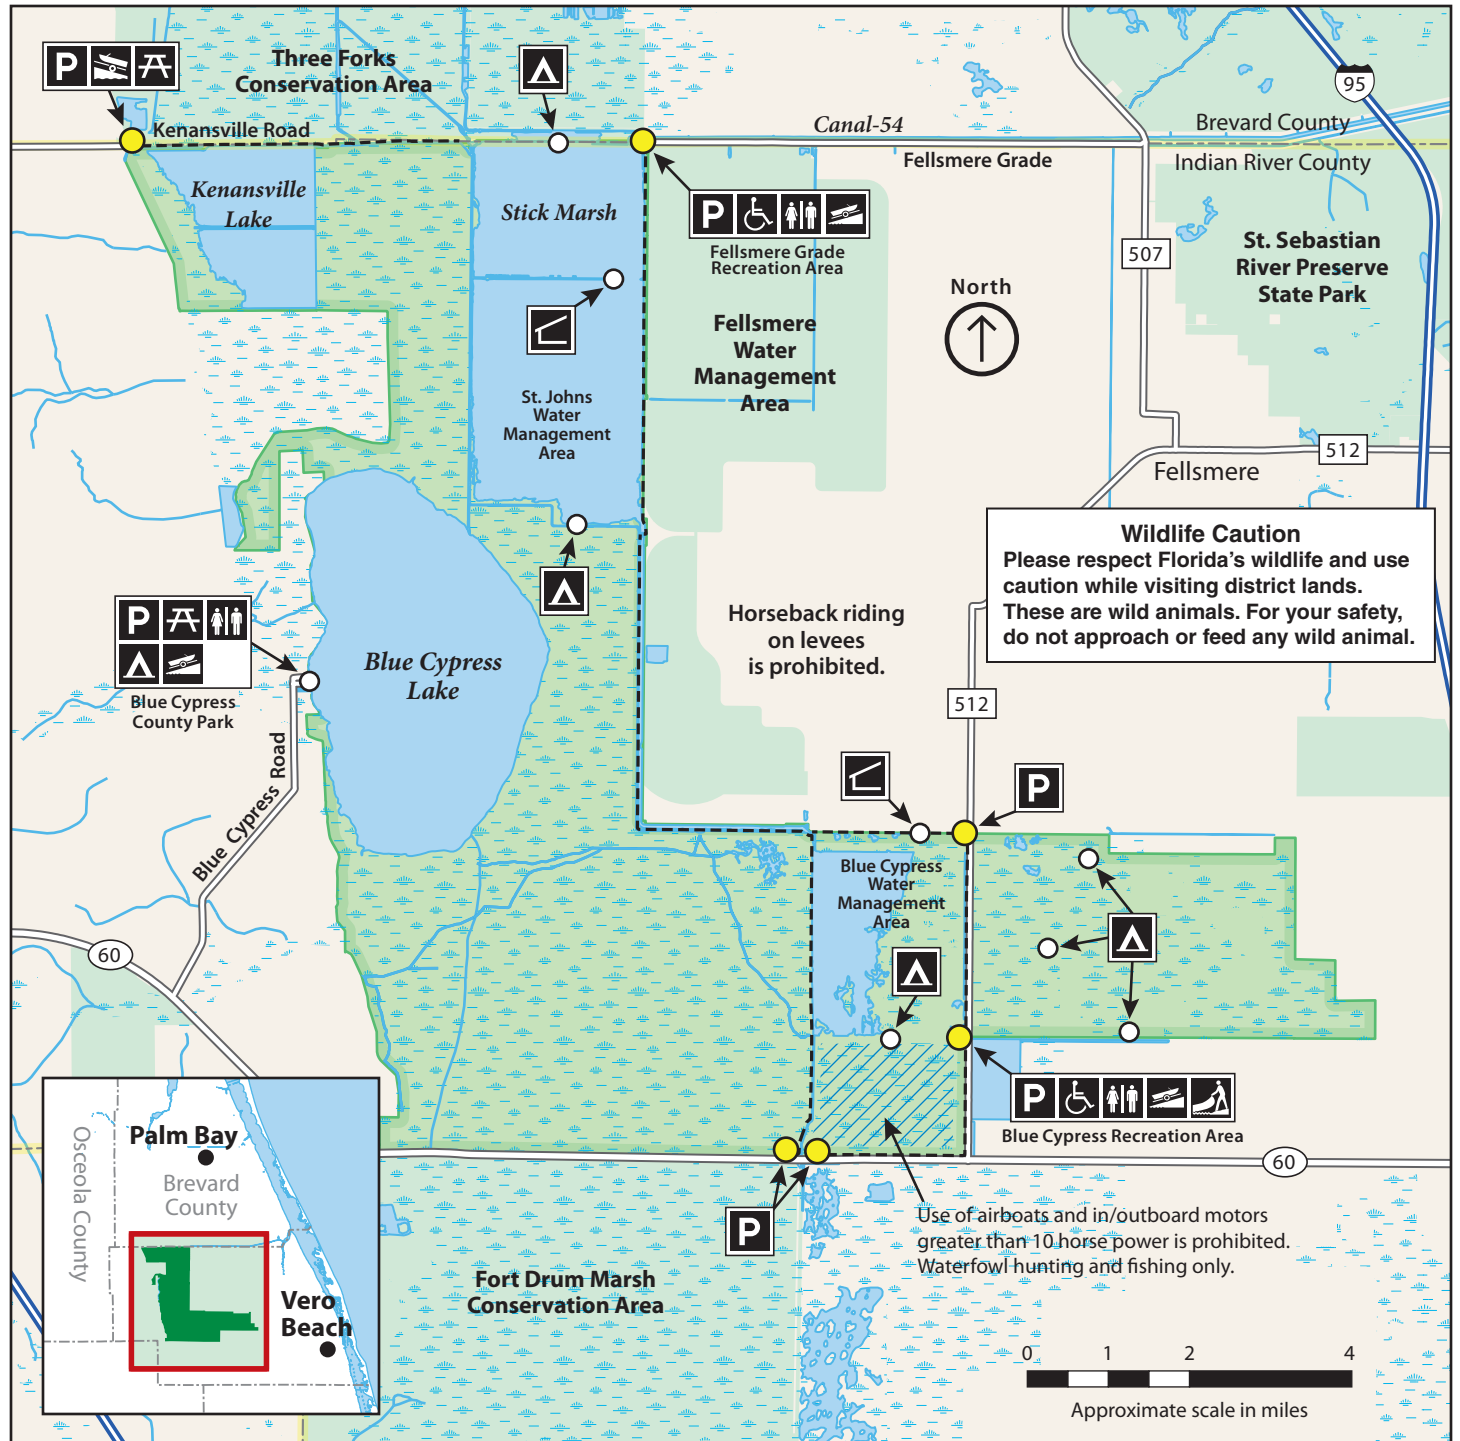 Three Forks
Conservation Area
P
95
Kenansville Road
Canal-54
Brevard County
Fellsmere Grade
Indian River County
Kenansville
Lake
Stick Marsh
P
Fellsmere Grade
Recreation Area
507
St. Sebastian
River Preserve
State Park
North
Fellsmere
Water
Management
Area
St. Johns
Water
Management
Area
512
Fellsmere
Wildlife Caution
Please respect Florida’s wildlife and use
caution while visiting district lands.
These are wild animals. For your safety,
do not approach or feed any wild animal.
Horseback riding
on levees
is prohibited.
P
Blue Cypress
County Park
Blue Cypress
Lake
512
Blue Cypress Road
P
Blue Cypress
Water
Management
Area
60
P
Blue Cypress Recreation Area
60
P
Use of airboats and in/outboard motors
greater than 10 horse power is prohibited.
Waterfowl hunting and fishing only.
Fort Drum Marsh
Conservation Area
Osceola County
Palm Bay
Brevard
County
Vero
Beach
0 1 2 4
Approximate scale in miles